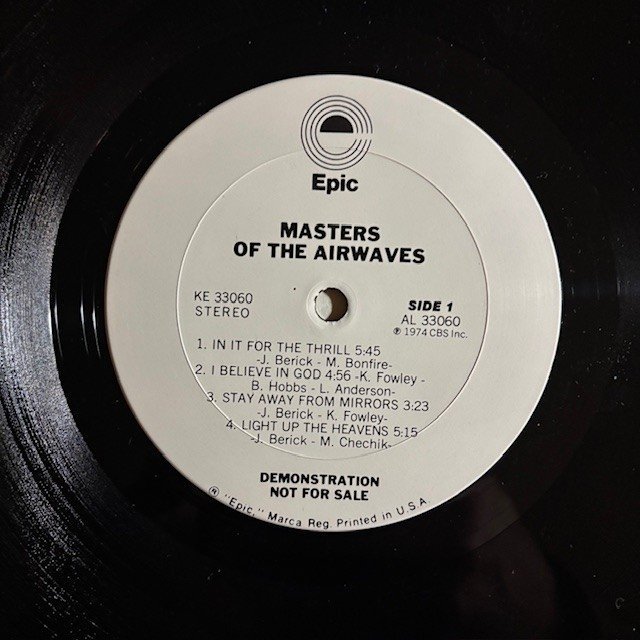 Epic
MASTERS
OF THE AIRWAVES
KE 33060
STEREO
SIDE 1
AL 33060
℗ 1974 CBS Inc.
1. IN IT FOR THE THRILL 5:45
-J. Berick - M. Bonfire-
2. I BELIEVE IN GOD 4:56 -K. Fowley -
B. Hobbs - L. Anderson-
3. STAY AWAY FROM MIRRORS 3:23
-J. Berick - K. Fowley-
4. LIGHT UP THE HEAVENS 5:15
-J. Berick - M. Chechik-
DEMONSTRATION
NOT FOR SALE
® "Epic," Marca Reg. Printed in U.S.A.